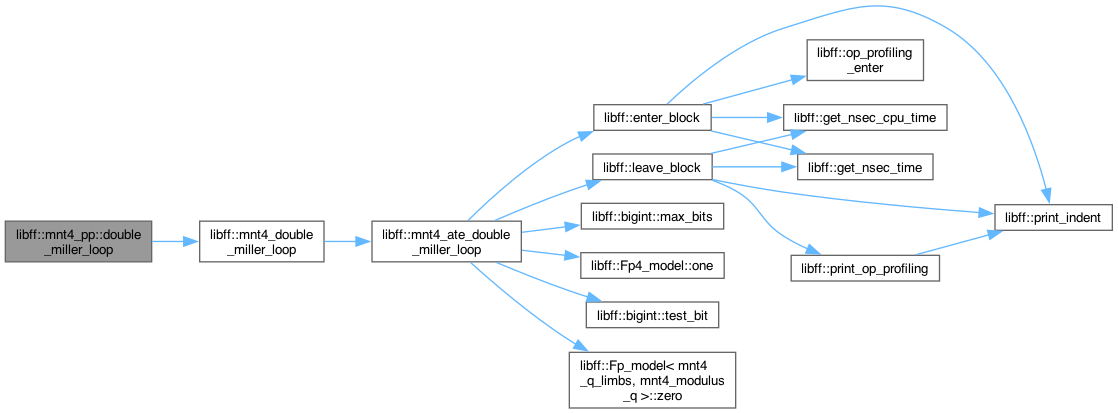 libff::mnt4_pp::double
_miller_loop
libff::mnt4_double
_miller_loop
libff::mnt4_ate_double
_miller_loop
libff::enter_block
libff::leave_block
libff::bigint::max_bits
libff::Fp4_model::one
libff::bigint::test_bit
libff::Fp_model< mnt4
_q_limbs, mnt4_modulus
_q >::zero
libff::op_profiling
_enter
libff::get_nsec_cpu_time
libff::get_nsec_time
libff::print_op_profiling
libff::print_indent